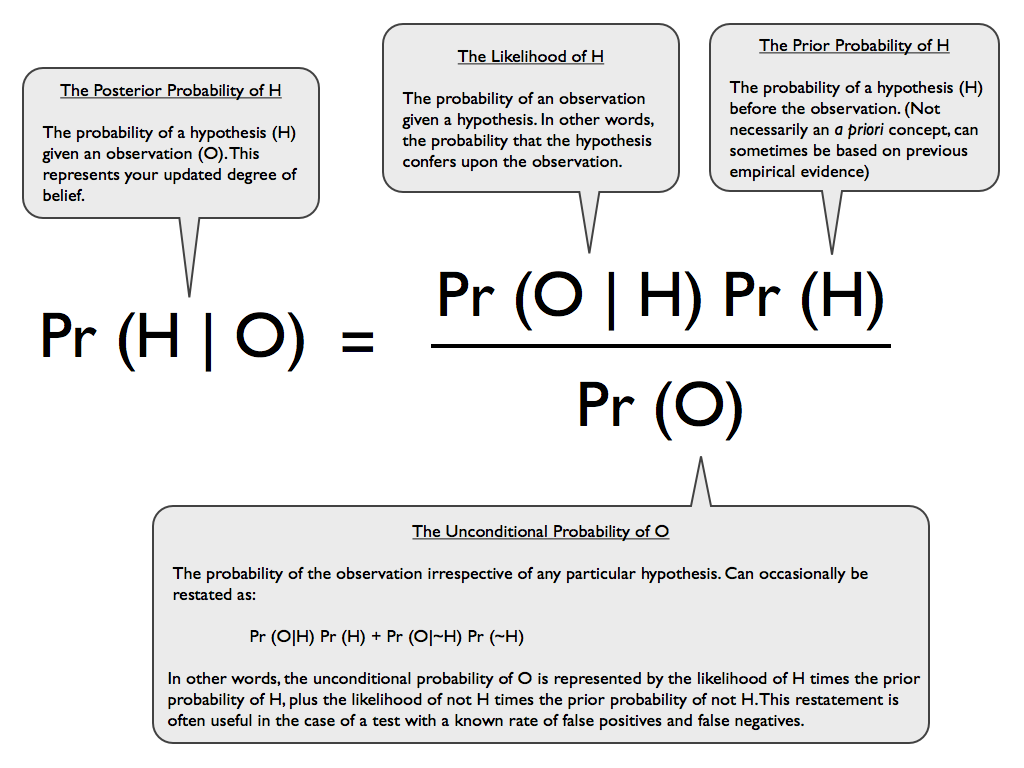 The Posterior Probability of H
The probability of a hypothesis (H)
given an observation (O). This
represents your updated degree of
belief.
The Likelihood of H
The probability of an observation
given a hypothesis. In other words,
the probability that the hypothesis
confers upon the observation.
The Prior Probability of H
The probability of a hypothesis (H)
before the observation. (Not
necessarily an a priori concept, can
sometimes be based on previous
empirical evidence)
Pr (H | O) =
Pr (O | H) Pr (H)
Pr (O)
The Unconditional Probability of O
The probability of the observation irrespective of any particular hypothesis. Can occasionally be
restated as:
Pr (O|H) Pr (H) + Pr (O|~H) Pr (~H)
In other words, the unconditional probability of O is represented by the likelihood of H times the prior
probability of H, plus the likelihood of not H times the prior probability of not H. This restatement is
often useful in the case of a test with a known rate of false positives and false negatives.